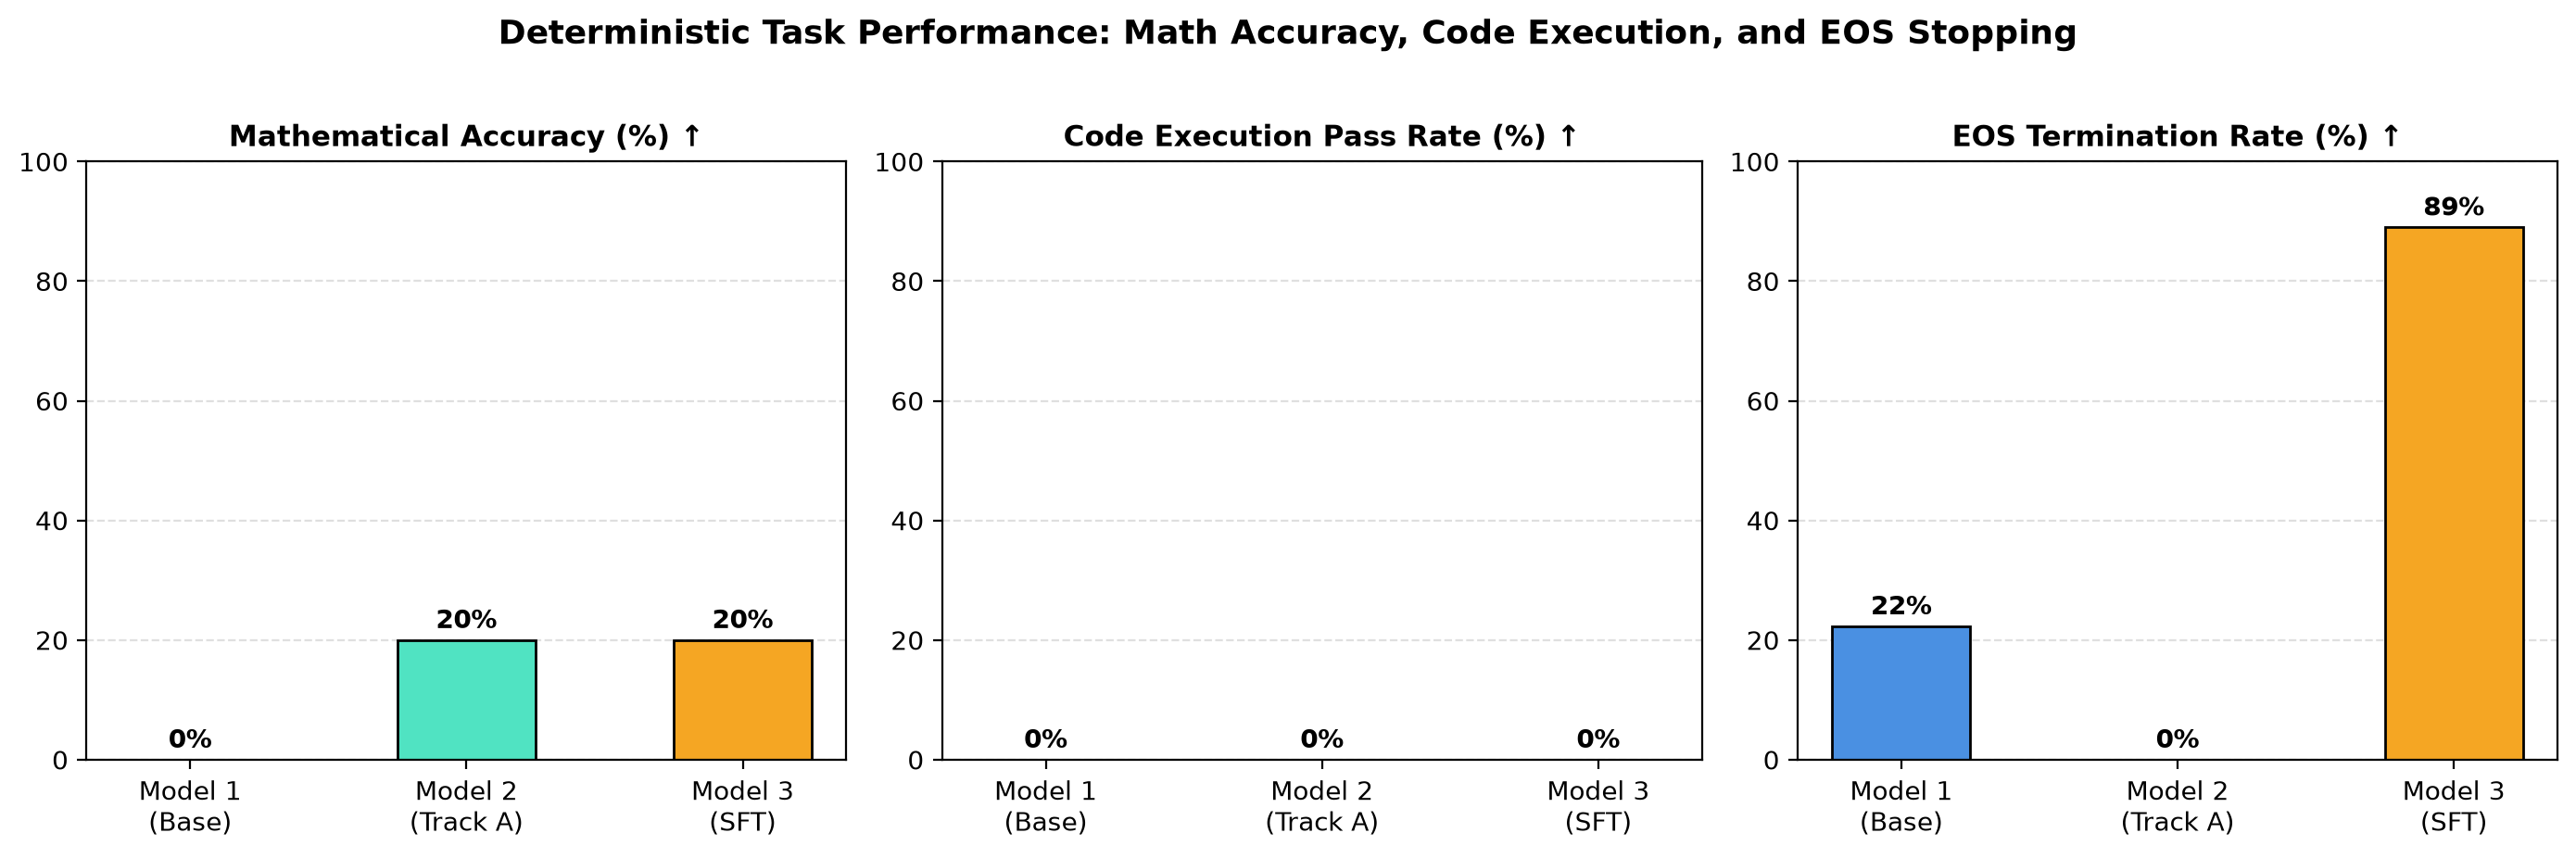 Deterministic Task Performance: Math Accuracy, Code Execution, and EOS Stopping
Mathematical Accuracy (%) ↑
100
80
60
40
20
0
0%
20%
20%
Model 1
(Base)
Model 2
(Track A)
Model 3
(SFT)
Code Execution Pass Rate (%) ↑
100
80
60
40
20
0
0%
0%
0%
Model 1
(Base)
Model 2
(Track A)
Model 3
(SFT)
EOS Termination Rate (%) ↑
100
80
60
40
20
0
22%
0%
89%
Model 1
(Base)
Model 2
(Track A)
Model 3
(SFT)